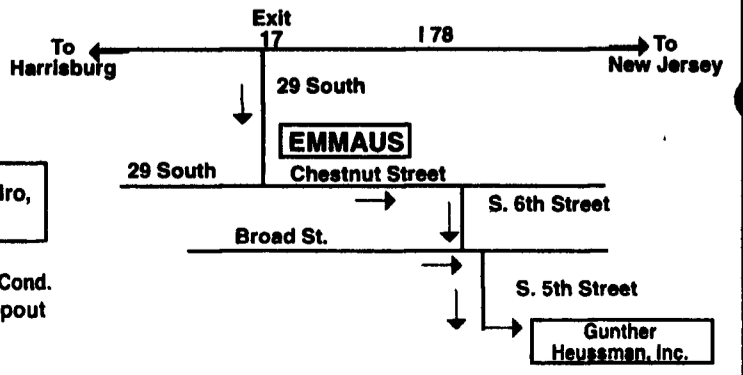 Exit
17
I 78
To
Harrisburg
To
New Jersey
29 South
EMMAUS
29 South
Chestnut Street
iro,
S. 6th Street
Broad St.
Cond.
pout
S. 5th Street
Gunther
Heussman, Inc.